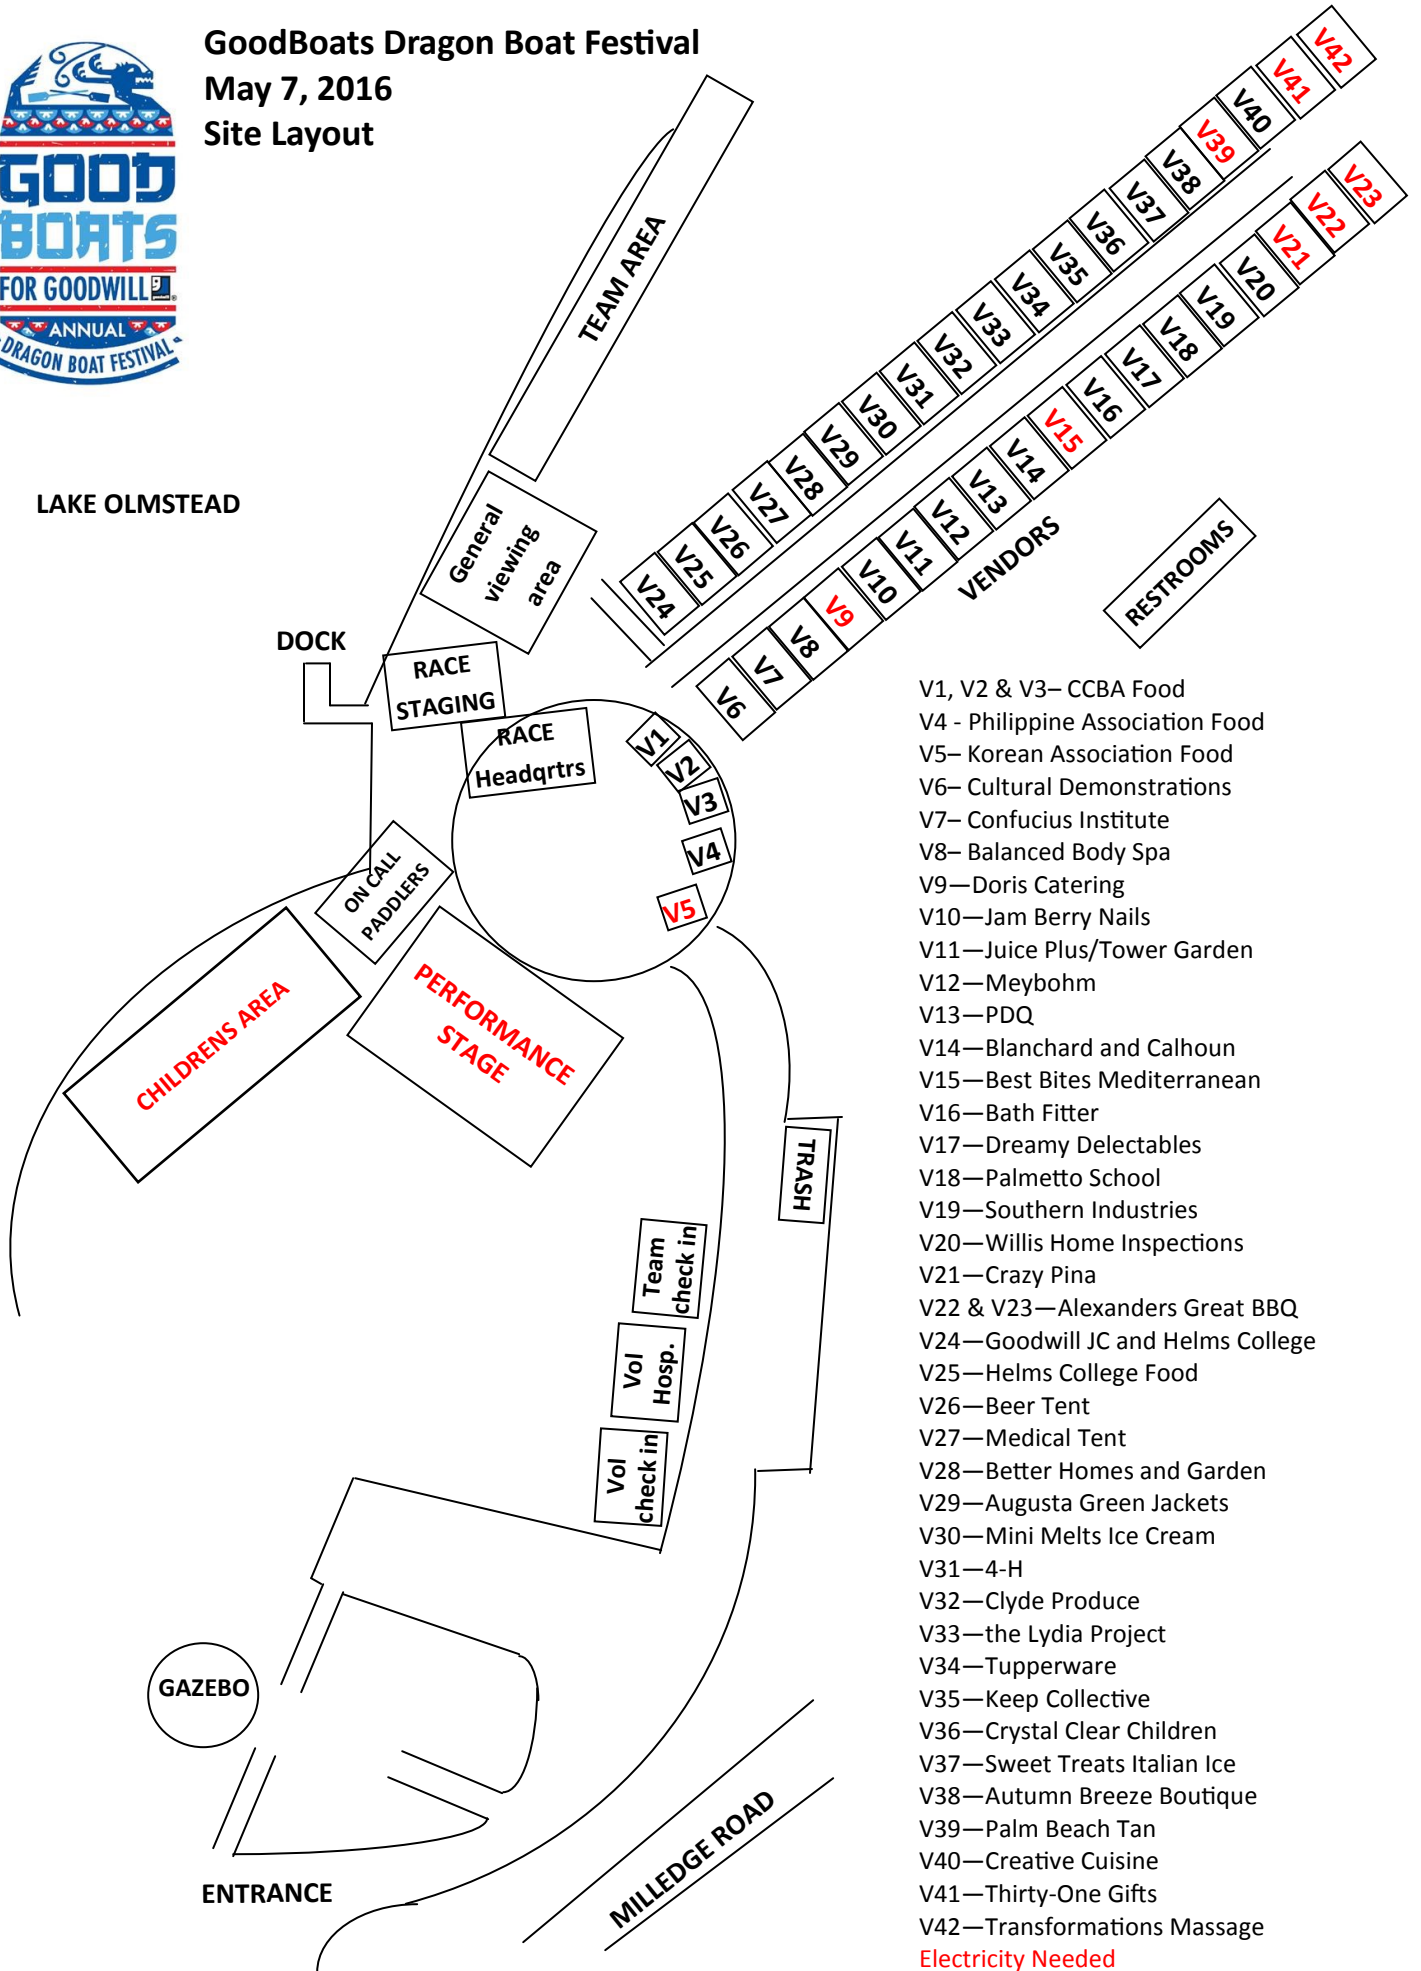 GoodBoats Dragon Boat Festival
May 7, 2016
Site Layout
GOOD
BOATS
FOR GOODWILL
ANNUAL
DRAGON BOAT FESTIVAL
LAKE OLMSTEAD
TEAM AREA
General
viewing
area
DOCK
RACE
STAGING
RACE
Headqrtrs
ON CALL
PADDLERS
CHILDRENS AREA
PERFORMANCE
STAGE
V42
V41
V40
V39
V38
V37
V36
V35
V34
V33
V32
V31
V30
V29
V28
V27
V26
V25
V24
V23
V22
V21
V20
V19
V18
V17
V16
V15
V14
V13
V12
V11
V10
V9
V8
V7
V6
V1
V2
V3
V4
V5
VENDORS
RESTROOMS
TRASH
Team
check in
Vol
Hosp.
Vol
check in
GAZEBO
ENTRANCE
MILLEDGE ROAD
V1, V2 & V3– CCBA Food
V4 - Philippine Association Food
V5– Korean Association Food
V6– Cultural Demonstrations
V7– Confucius Institute
V8– Balanced Body Spa
V9—Doris Catering
V10—Jam Berry Nails
V11—Juice Plus/Tower Garden
V12—Meybohm
V13—PDQ
V14—Blanchard and Calhoun
V15—Best Bites Mediterranean
V16—Bath Fitter
V17—Dreamy Delectables
V18—Palmetto School
V19—Southern Industries
V20—Willis Home Inspections
V21—Crazy Pina
V22 & V23—Alexanders Great BBQ
V24—Goodwill JC and Helms College
V25—Helms College Food
V26—Beer Tent
V27—Medical Tent
V28—Better Homes and Garden
V29—Augusta Green Jackets
V30—Mini Melts Ice Cream
V31—4-H
V32—Clyde Produce
V33—the Lydia Project
V34—Tupperware
V35—Keep Collective
V36—Crystal Clear Children
V37—Sweet Treats Italian Ice
V38—Autumn Breeze Boutique
V39—Palm Beach Tan
V40—Creative Cuisine
V41—Thirty-One Gifts
V42—Transformations Massage
Electricity Needed